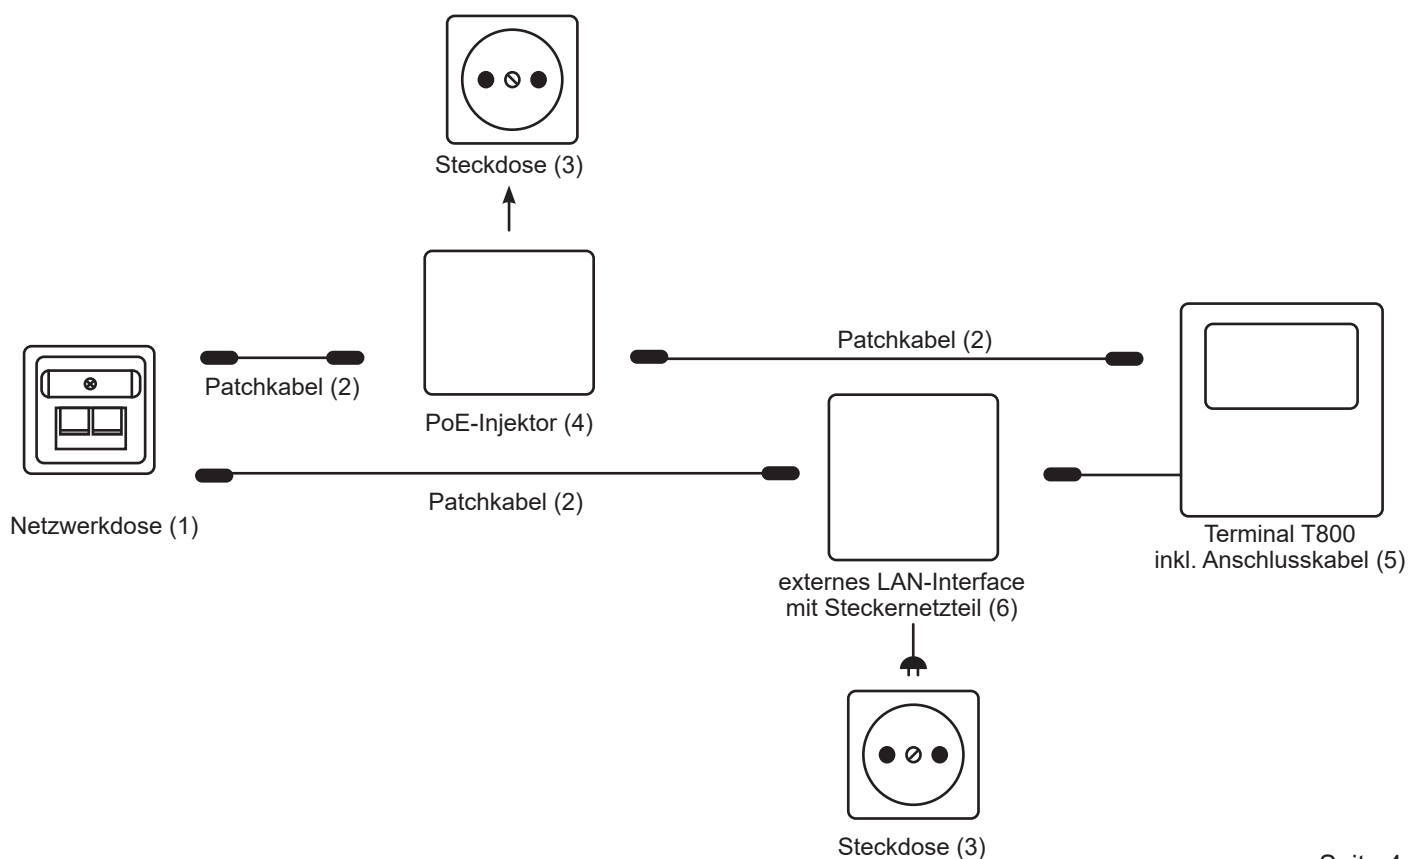 Steckdose (3)
Patchkabel (2)
Patchkabel (2)
PoE-Injektor (4)
Patchkabel (2)
Netzwerkdose (1)
Terminal T800
inkl. Anschlusskabel (5)
externes LAN-Interface
mit Steckernetzteil (6)
Steckdose (3)